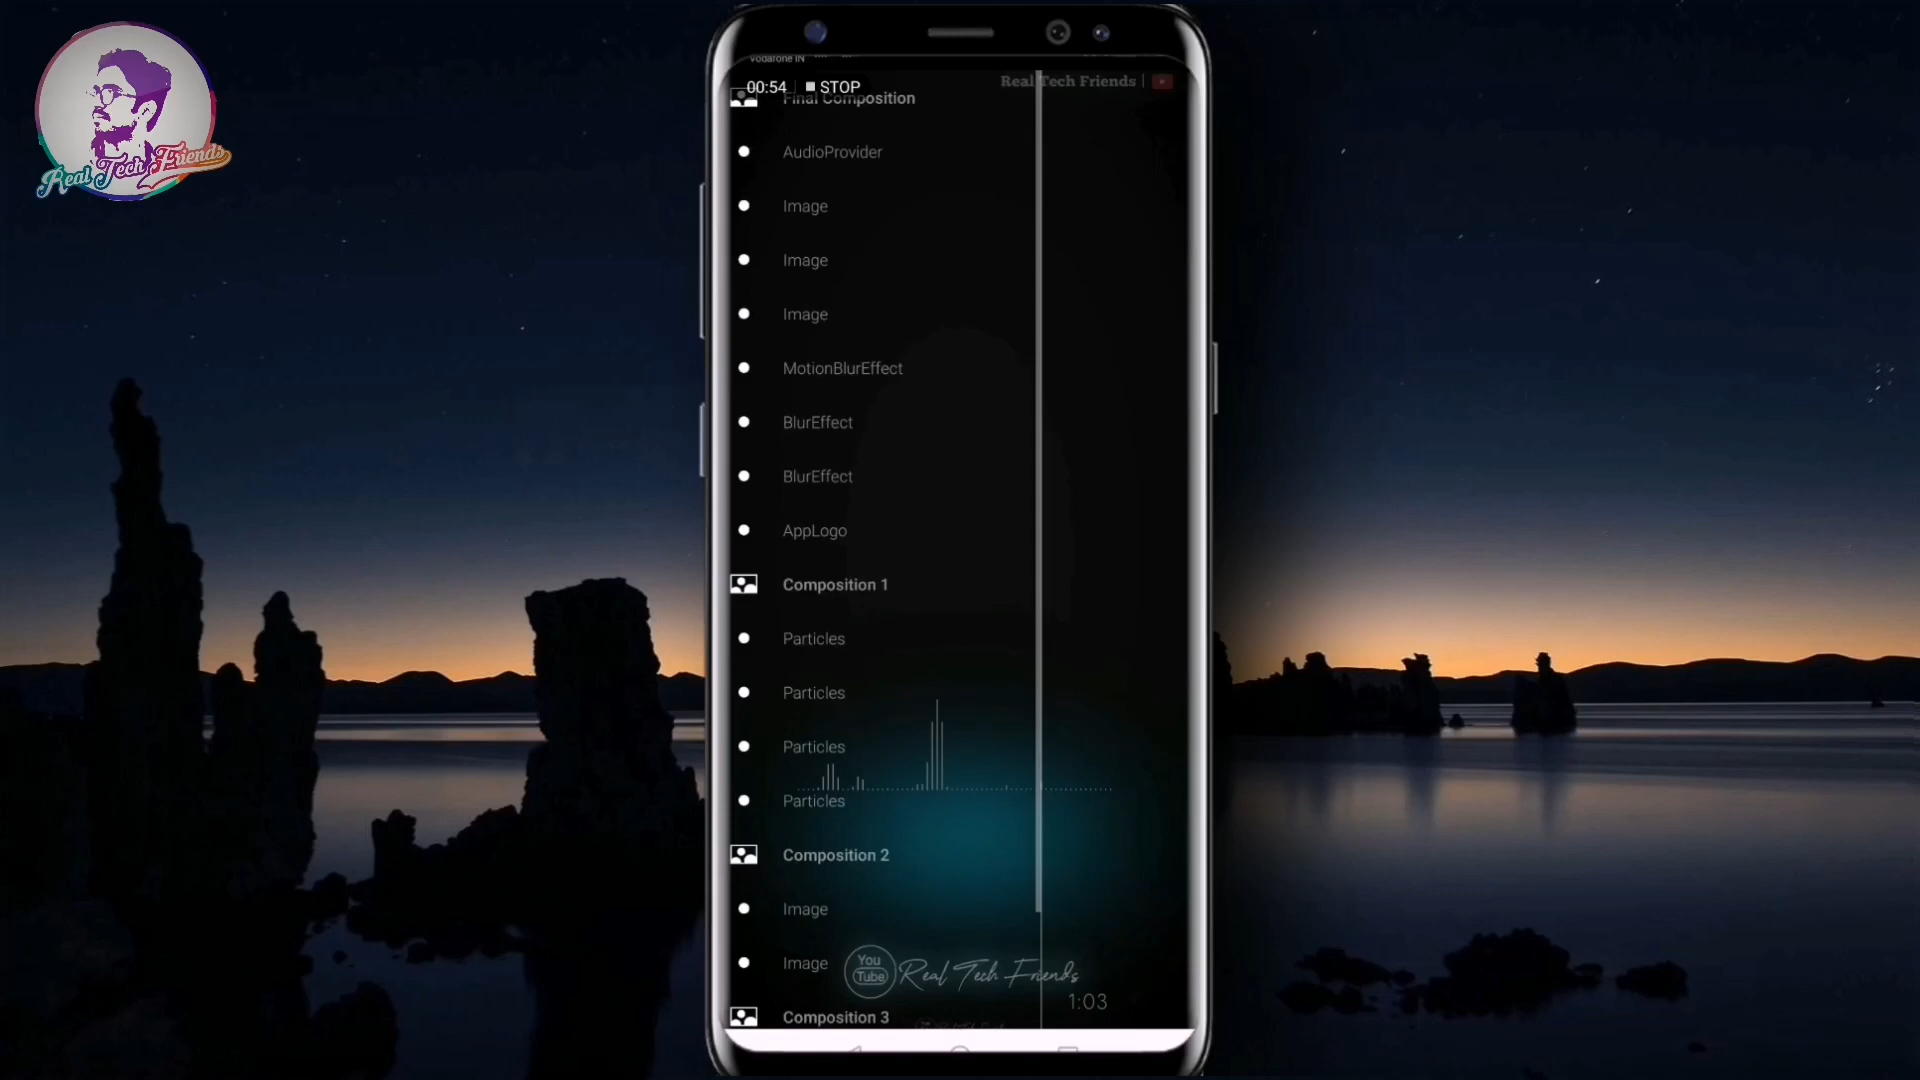 Real Tech Friends
Vodafone IN
00:54 STOP
Real Tech Friends |
Final Composition
AudioProvider
Image
Image
Image
MotionBlurEffect
BlurEffect
BlurEffect
AppLogo
Composition 1
Particles
Particles
Particles
Particles
Composition 2
Image
Image
You
Tube
Real Tech Friends
1:03
Composition 3